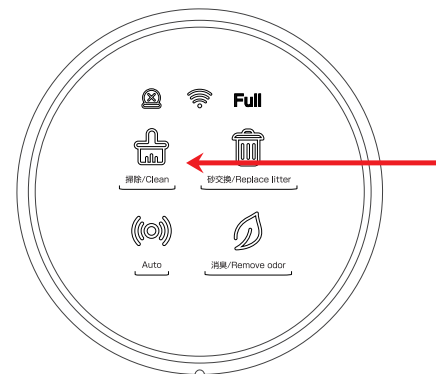 Full
掃除/Clean
砂交換/Replace litter
Auto
消臭/Remove odor